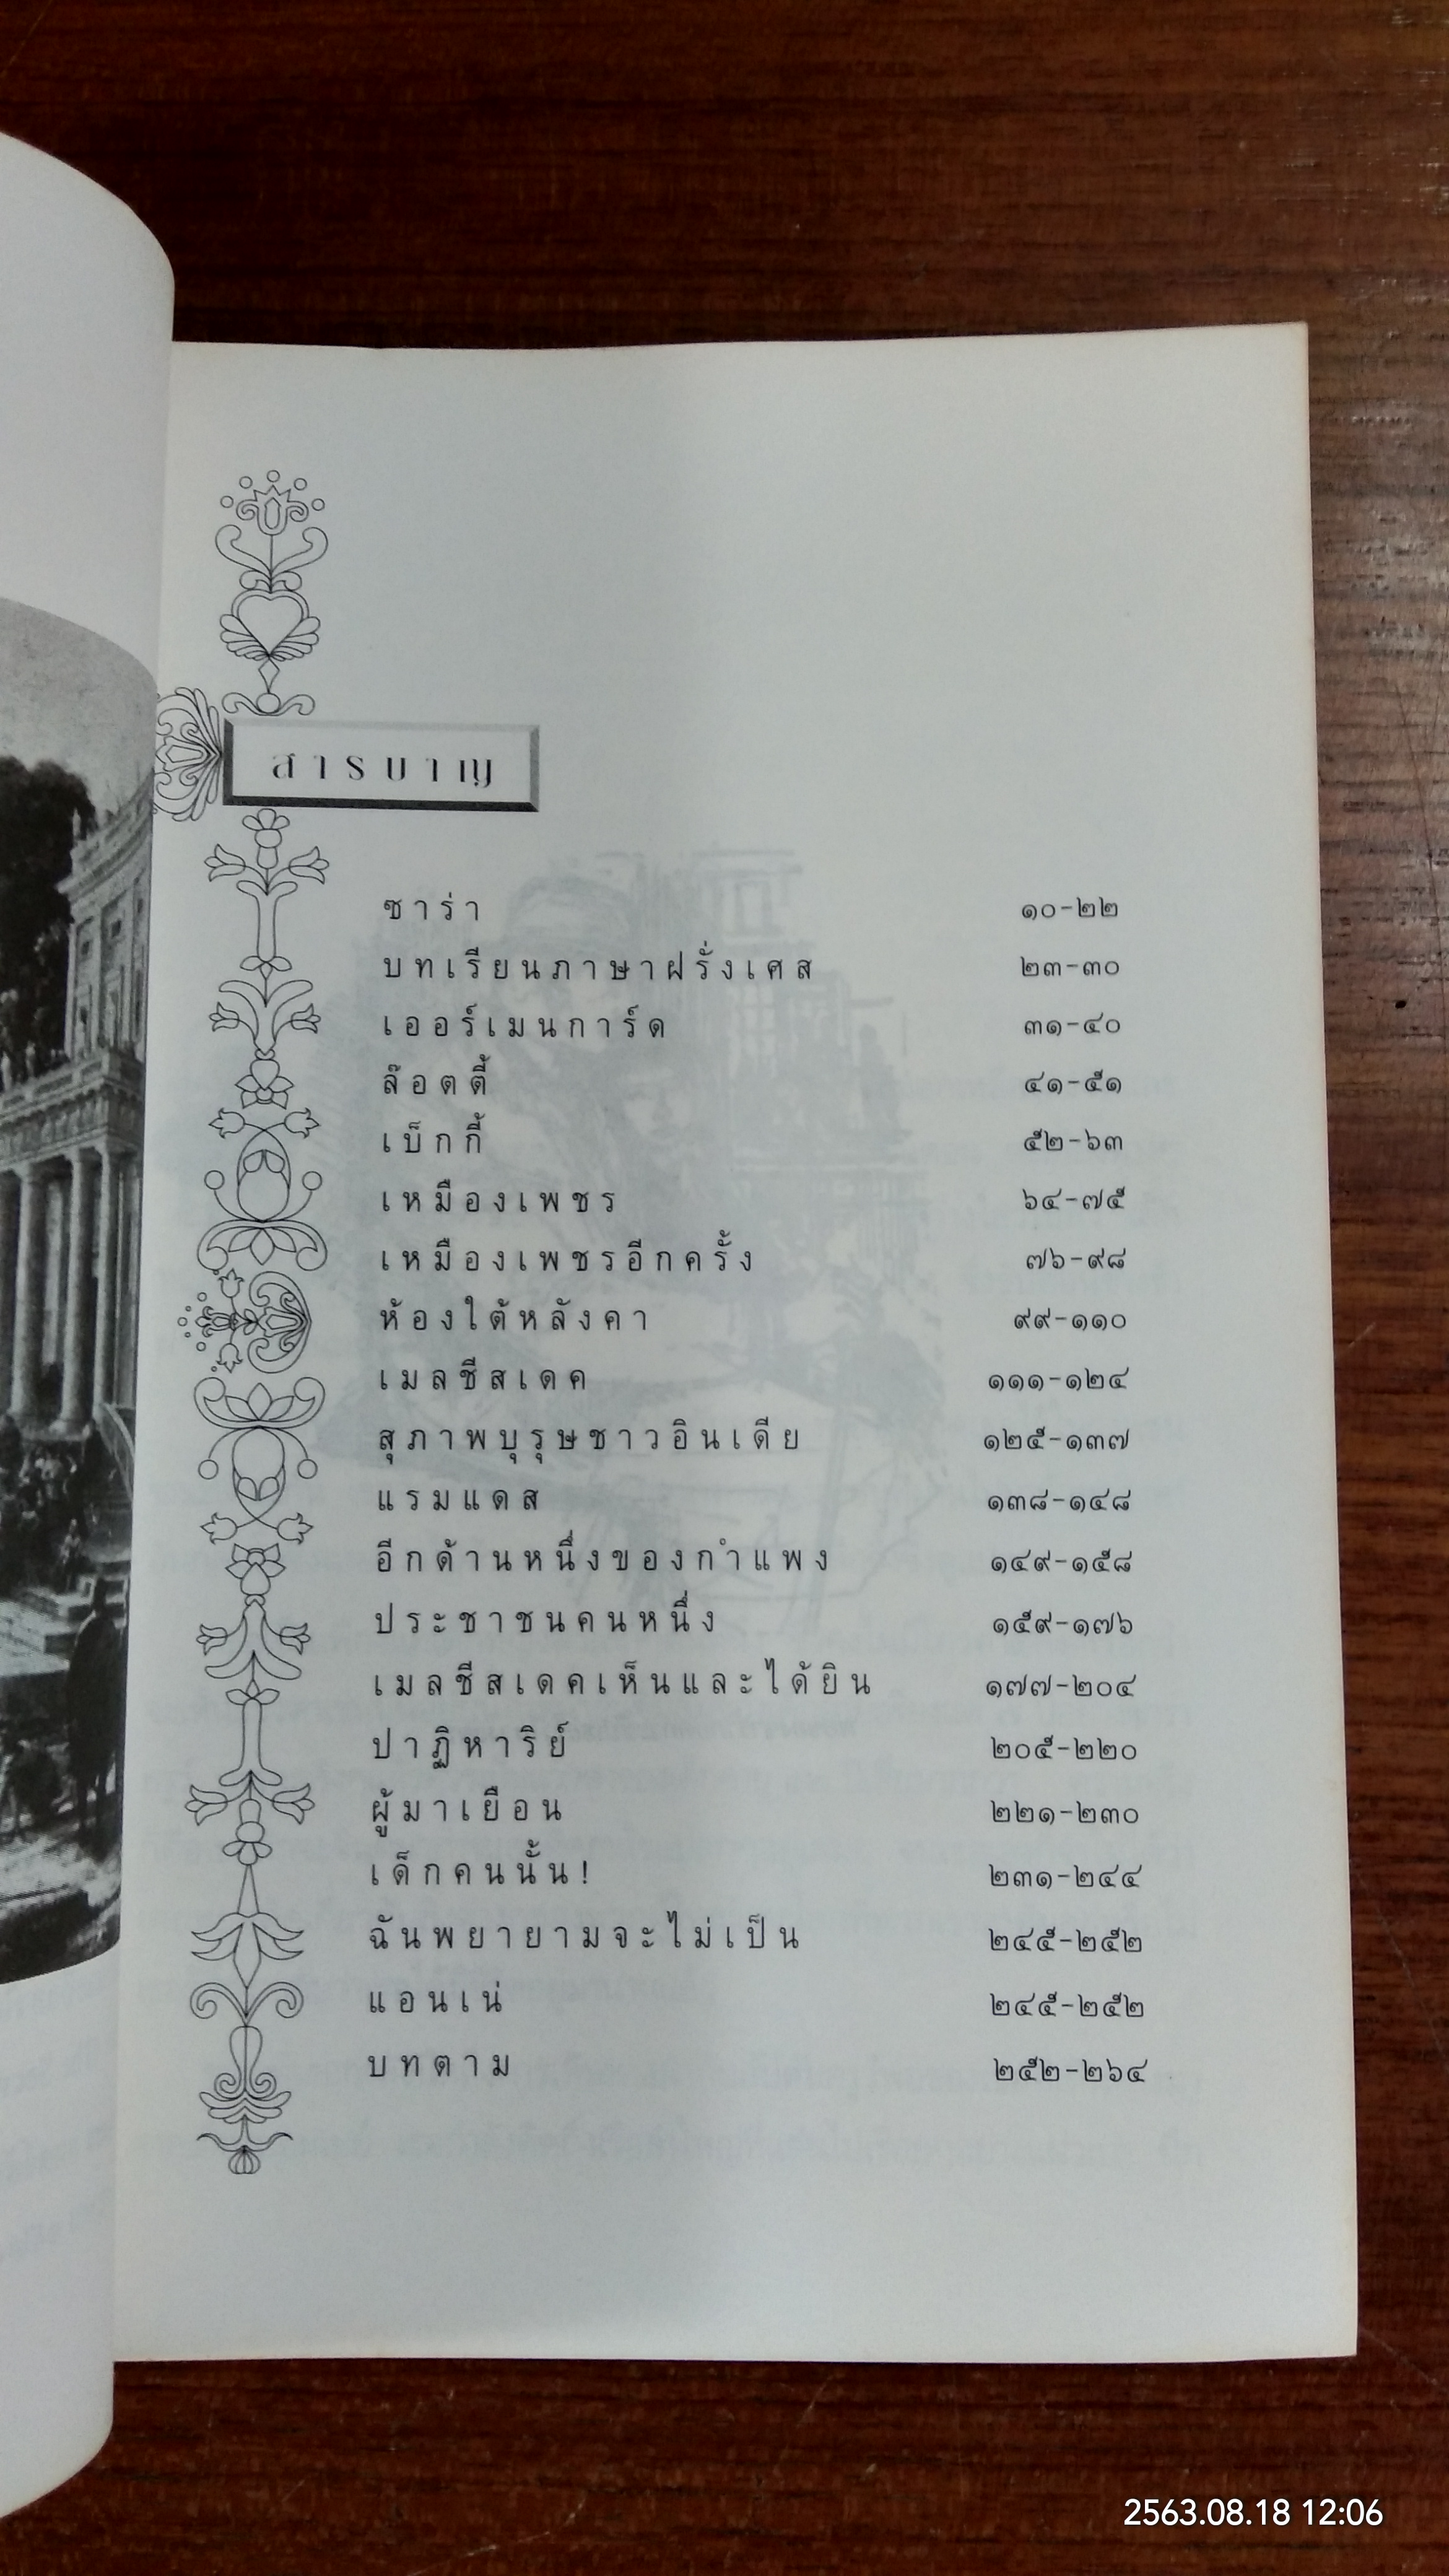 สารบาญ
ซาร่า ๑๐-๒๒
บทเรียนภาษาฝรั่งเศส ๒๓-๓๐
เออร์เมนการ์ด ๓๑-๔๐
ล๊อตตี้ ๔๑-๕๑
เบ็กกี้ ๕๒-๖๓
เหมืองเพชร ๖๔-๗๕
เหมืองเพชรอีกครั้ง ๗๖-๙๘
ห้องใต้หลังคา ๙๙-๑๑๐
เมลชีสเดค ๑๑๑-๑๒๔
สุภาพบุรุษชาวอินเดีย ๑๒๕-๑๓๗
แรมแดส ๑๓๘-๑๔๘
อีกด้านหนึ่งของกำแพง ๑๔๙-๑๕๘
ประชาชนคนหนึ่ง ๑๕๙-๑๗๖
เมลชีสเดคเห็นและได้ยิน ๑๗๗-๒๐๔
ปาฏิหาริย์ ๒๐๕-๒๒๐
ผู้มาเยือน ๒๒๑-๒๓๐
เด็กคนนั้น! ๒๓๑-๒๔๔
ฉันพยายามจะไม่เป็น ๒๔๕-๒๕๒
แอนเน่ ๒๔๕-๒๕๒
บทตาม ๒๕๒-๒๖๔
2563.08.18 12:06